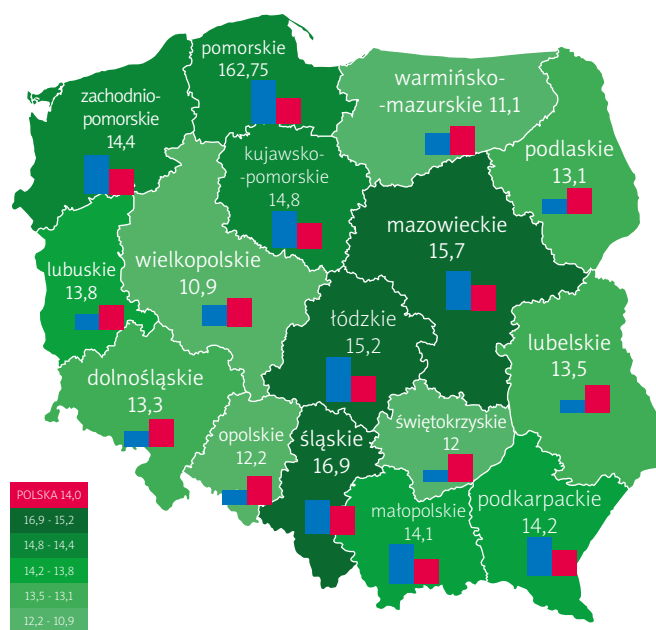 pomorskie
162,75
warmińsko-
-mazurskie 11,1
zachodnio-
pomorskie
14,4
podlaskie
13,1
kujawsko-
-pomorskie
14,8
mazowieckie
15,7
wielkopolskie
10,9
lubuskie
13,8
łódzkie
15,2
lubelskie
13,5
dolnośląskie
13,3
opolskie
12,2
śląskie
16,9
świętokrzyskie
12
małopolskie
14,1
podkarpackie
14,2
POLSKA 14,0
16,9 - 15,2
14,8 - 14,4
14,2 - 13,8
13,5 - 13,1
12,2 - 10,9